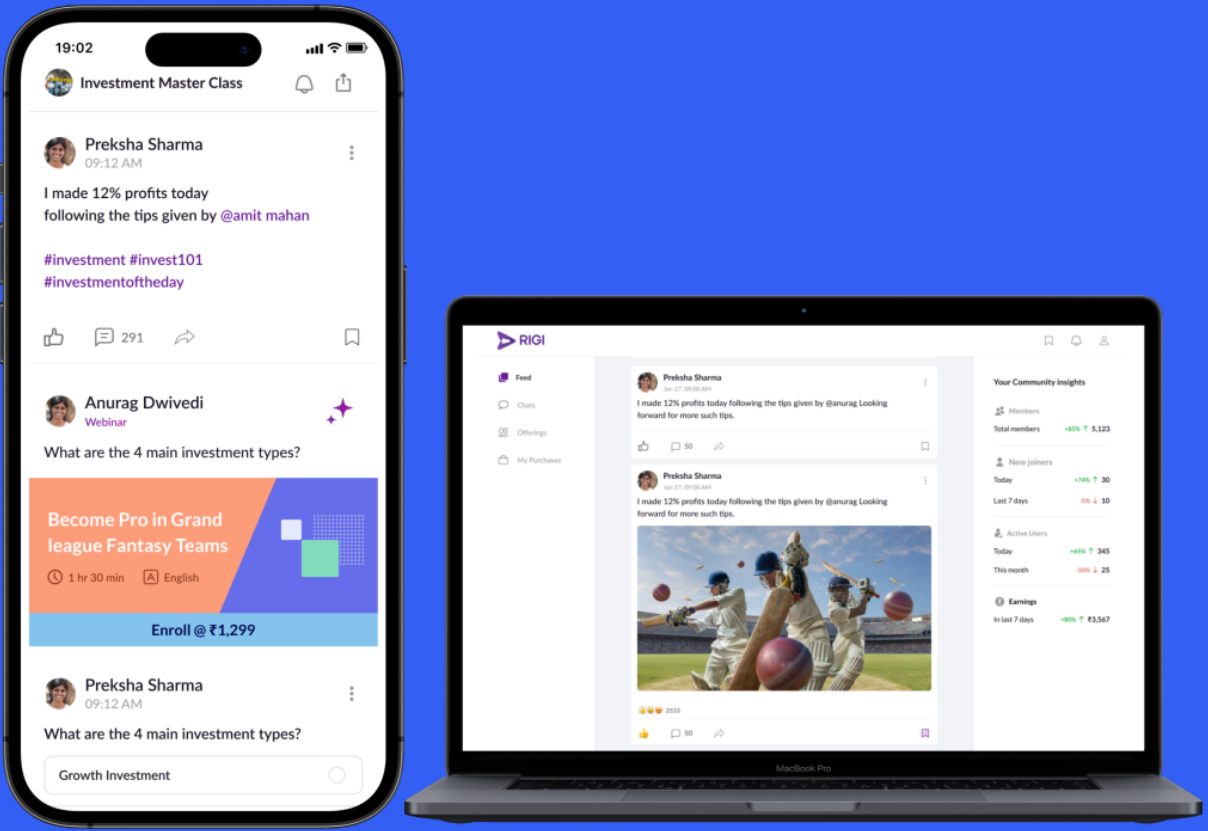 19:02
Investment Master Class
Preksha Sharma
09:12 AM
I made 12% profits today
following the tips given by @amit mahan
#investment #invest101
#investmentoftheday
291
Anurag Dwivedi
Webinar
What are the 4 main investment types?
Become Pro in Grand
league Fantasy Teams
1 hr 30 min
A English
Enroll @ ₹1,299
Preksha Sharma
09:12 AM
What are the 4 main investment types?
Growth Investment
RIGI
Feed
Chats
Offerings
My Purchases
Preksha Sharma
Jan 27, 09:00 AM
I made 12% profits today following the tips given by @anurag Looking
forward for more such tips.
50
Preksha Sharma
Jan 27, 09:00 AM
I made 12% profits today following the tips given by @anurag Looking
forward for more such tips.
2533
50
Your Community insights
Members
Total members +85% ↑ 5,123
New joiners
Today +74% ↑ 30
Last 7 days -5% ↓ 10
Active Users
Today +65% ↑ 345
This month -50% ↓ 25
₹ Earnings
In last 7 days +80% ↑ ₹3,567
MacBook Pro